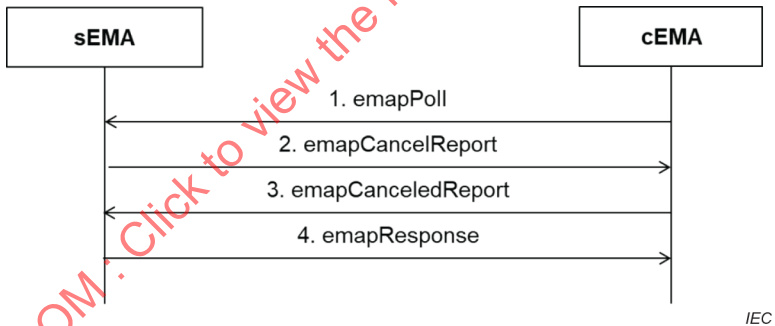 sEMA
cEMA
1. emapPoll
2. emapCancelReport
3. emapCanceledReport
4. emapResponse
IEC
OM : Click to view the